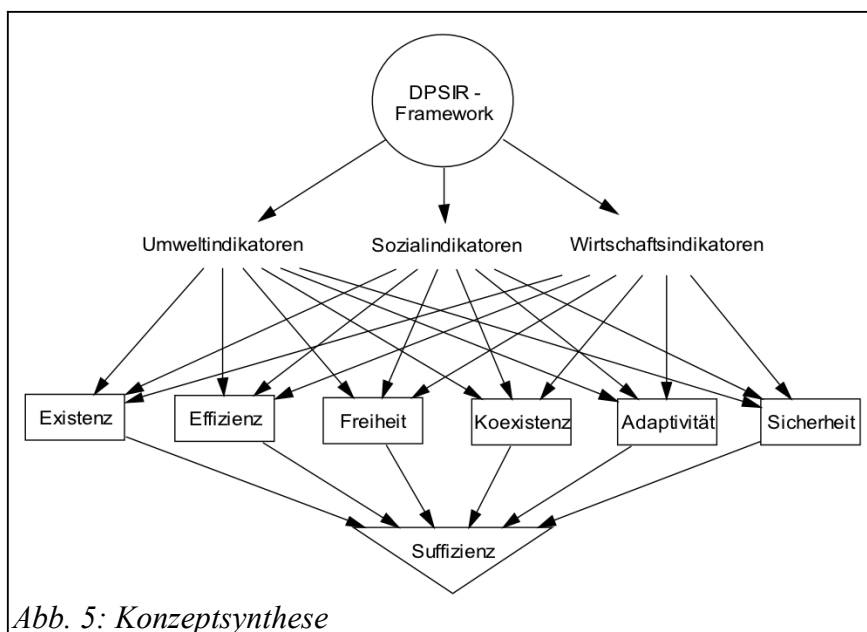 DPSIR -
Framework
Umweltindikatoren
Sozialindikatoren
Wirtschaftsindikatoren
Existenz
Effizienz
Freiheit
Koexistenz
Adaptivität
Sicherheit
Suffizienz
Abb. 5: Konzeptsynthese